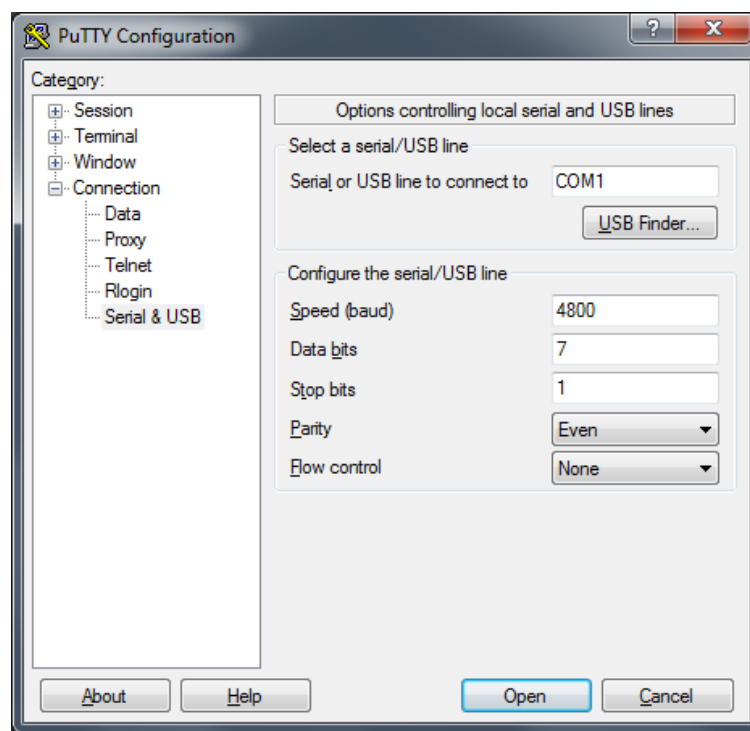 PuTTY Configuration
?
X
Category:
Session
Terminal
Window
Connection
Data
Proxy
Telnet
Rlogin
Serial & USB
Options controlling local serial and USB lines
Select a serial/USB line
Serial or USB line to connect to COM1
USB Finder...
Configure the serial/USB line
Speed (baud) 4800
Data bits 7
Stop bits 1
Parity Even
Flow control None
About Help Open Cancel